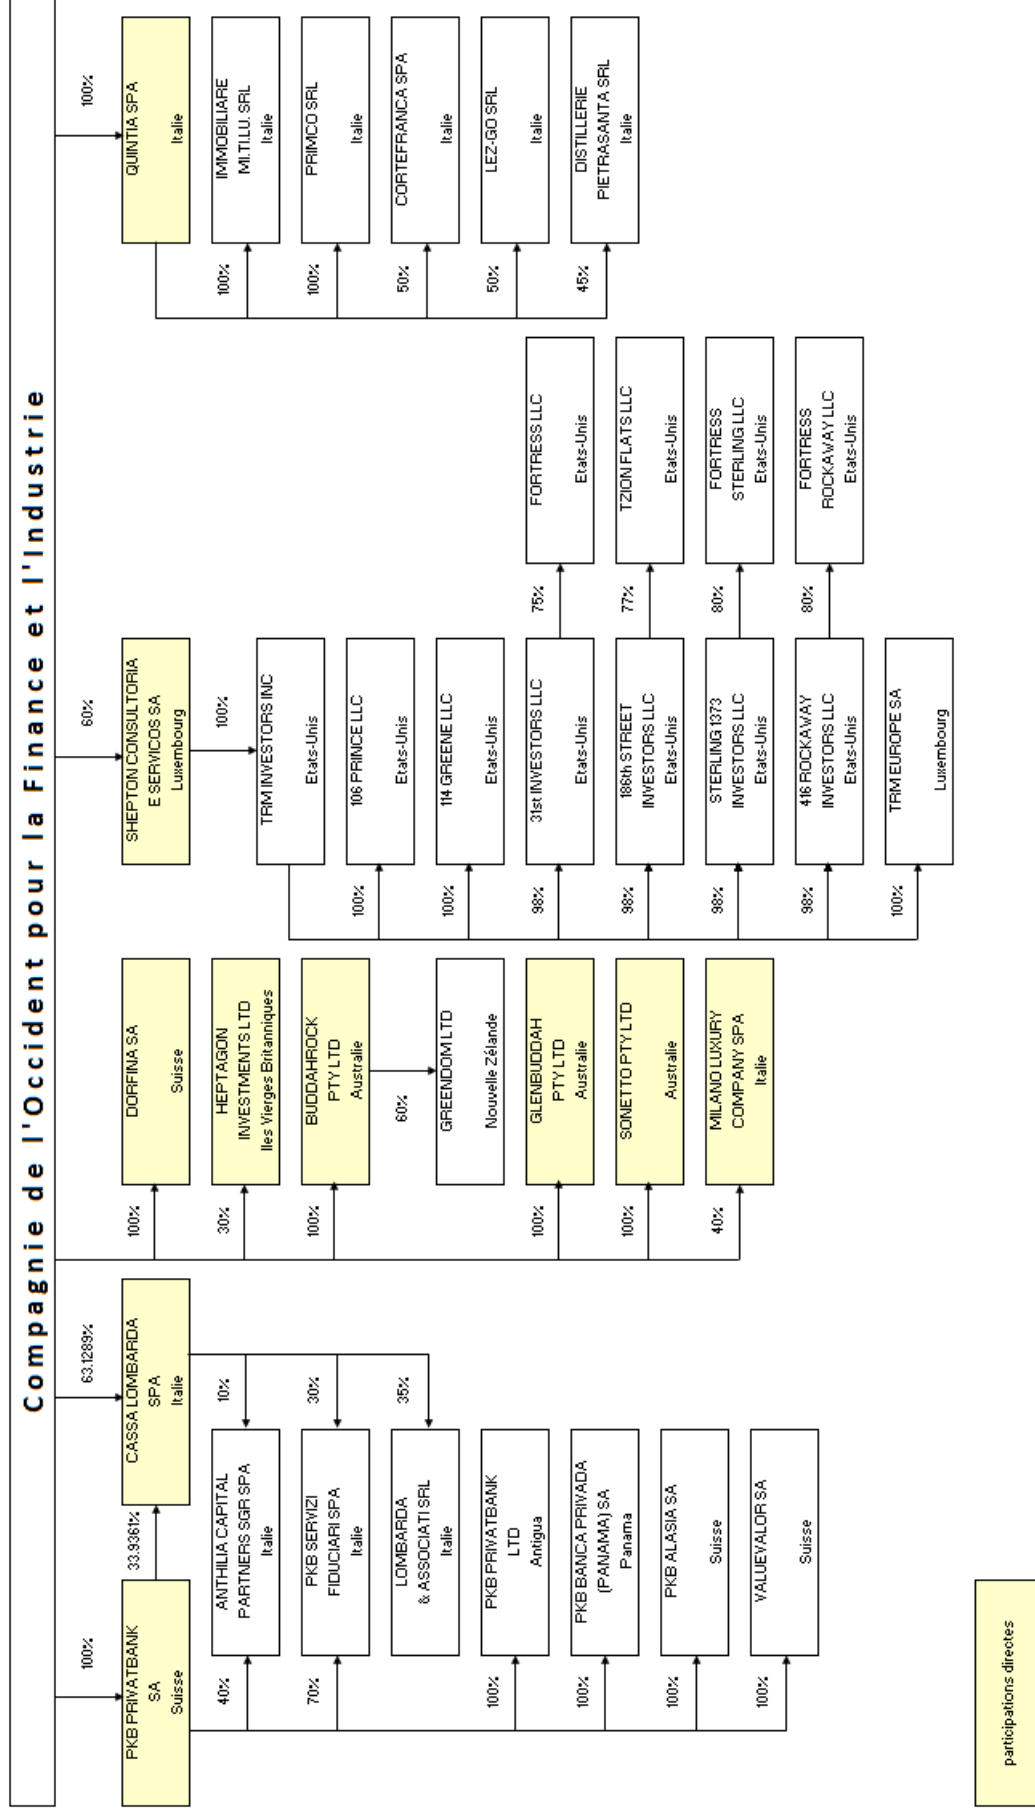 Compagnie de l'Occident pour la Finance et l'Industrie
100%
PKB PRIVATBANK
SA
Suisse
33.9361%
63.1289%
CASSA LOMBARDA
SPA
Italie
40%
ANTHILIA CAPITAL
PARTNERS SGR SPA
Italie
10%
70%
PKB SERVIZI
FIDUCIARI SPA
Italie
30%
LOMBARDA
& ASSOCIATI SRL
Italie
35%
100%
PKB PRIVATBANK
LTD
Antigua
100%
PKB BANCA PRIVADA
(PANAMA) SA
Panama
100%
PKB ALASIA SA
Suisse
100%
VALUEVALOR SA
Suisse
100%
DORFINA SA
Suisse
30%
HEPTAGON
INVESTMENTS LTD
Iles Vierges Britanniques
100%
BUDDAHROCK
PTY LTD
Australie
60%
GREENDOM LTD
Nouvelle Zélande
100%
GLENBUDDAH
PTY LTD
Australie
100%
SONETTO PTY LTD
Australie
40%
MILANO LUXURY
COMPANY SPA
Italie
60%
SHEPTON CONSULTORIA
E SERVICOS SA
Luxembourg
100%
TRM INVESTORS INC
Etats-Unis
100%
106 PRINCE LLC
Etats-Unis
100%
114 GREENE LLC
Etats-Unis
98%
31st INVESTORS LLC
Etats-Unis
75%
FORTRESS LLC
Etats-Unis
98%
186th STREET
INVESTORS LLC
Etats-Unis
77%
TZION FLATS LLC
Etats-Unis
98%
STERLING 1373
INVESTORS LLC
Etats-Unis
80%
FORTRESS
STERLING LLC
Etats-Unis
98%
416 ROCKAWAY
INVESTORS LLC
Etats-Unis
80%
FORTRESS
ROCKAWAY LLC
Etats-Unis
100%
TRM EUROPE SA
Luxembourg
100%
QUINTIA SPA
Italie
100%
IMMOBILIARE
MI.TI.LU. SRL
Italie
100%
PRIMCO SRL
Italie
50%
CORTEFRANCA SPA
Italie
50%
LEZ-GO SRL
Italie
45%
DISTILLERIE
PIETRASANTA SRL
Italie
participations directes